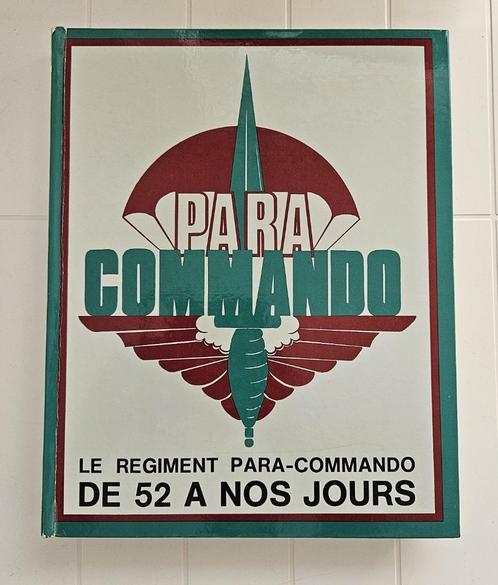 PARA
COMMANDO
LE REGIMENT PARA-COMMANDO
DE 52 A NOS JOURS